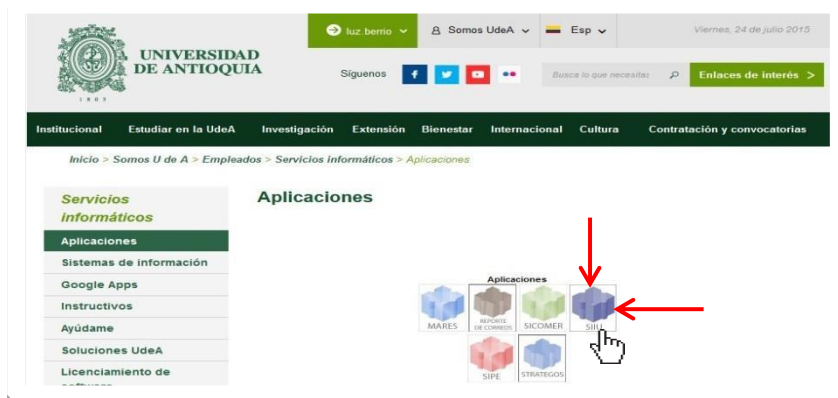 luz.berrio
Somos UdeA
Esp
Viernes, 24 de julio 2015
UNIVERSIDAD
DE ANTIOQUIA
1803
Síguenos
Busca lo que necesitas
Enlaces de interés >
Institucional Estudiar en la UdeA Investigación Extensión Bienestar Internacional Cultura Contratación y convocatorias
Inicio > Somos U de A > Empleados > Servicios informáticos > Aplicaciones
Servicios
informáticos
Aplicaciones
Sistemas de información
Google Apps
Instructivos
Ayúdame
Soluciones UdeA
Licenciamiento de
Aplicaciones
Aplicaciones
MARES
REPORTE
DE CORREOS
SICOMER
SIIU
SIPE
STRATEGOS